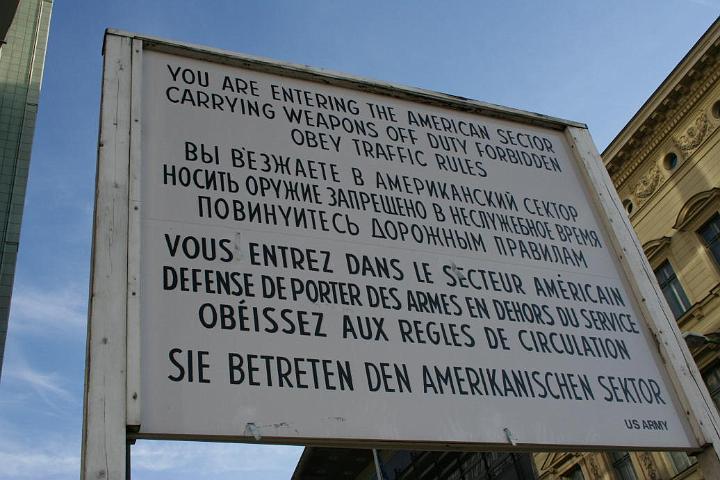 YOU ARE ENTERING THE AMERICAN SECTOR
CARRYING WEAPONS OFF DUTY FORBIDDEN
OBEY TRAFFIC RULES
ВЫ ВЪЕЗЖАЕТЕ В АМЕРИКАНСКИЙ СЕКТОР
НОСИТЬ ОРУЖИЕ ЗАПРЕЩЕНО В НЕСЛУЖЕБНОЕ ВРЕМЯ
ПОВИНУЙТЕСЬ ДОРОЖНЫМ ПРАВИЛАМ
VOUS ENTREZ DANS LE SECTEUR AMÉRICAIN
DÉFENSE DE PORTER DES ARMES EN DEHORS DU SERVICE
OBÉISSEZ AUX RÈGLES DE CIRCULATION
SIE BETRETEN DEN AMERIKANISCHEN SEKTOR
US ARMY